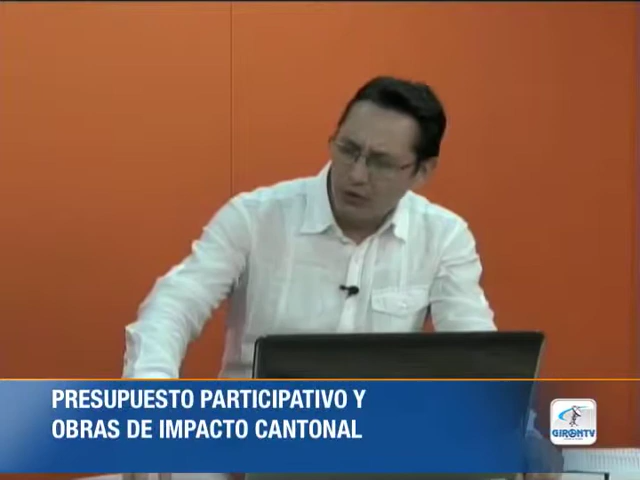 PRESUPUESTO PARTICIPATIVO Y
OBRAS DE IMPACTO CANTONAL
GIRONTV